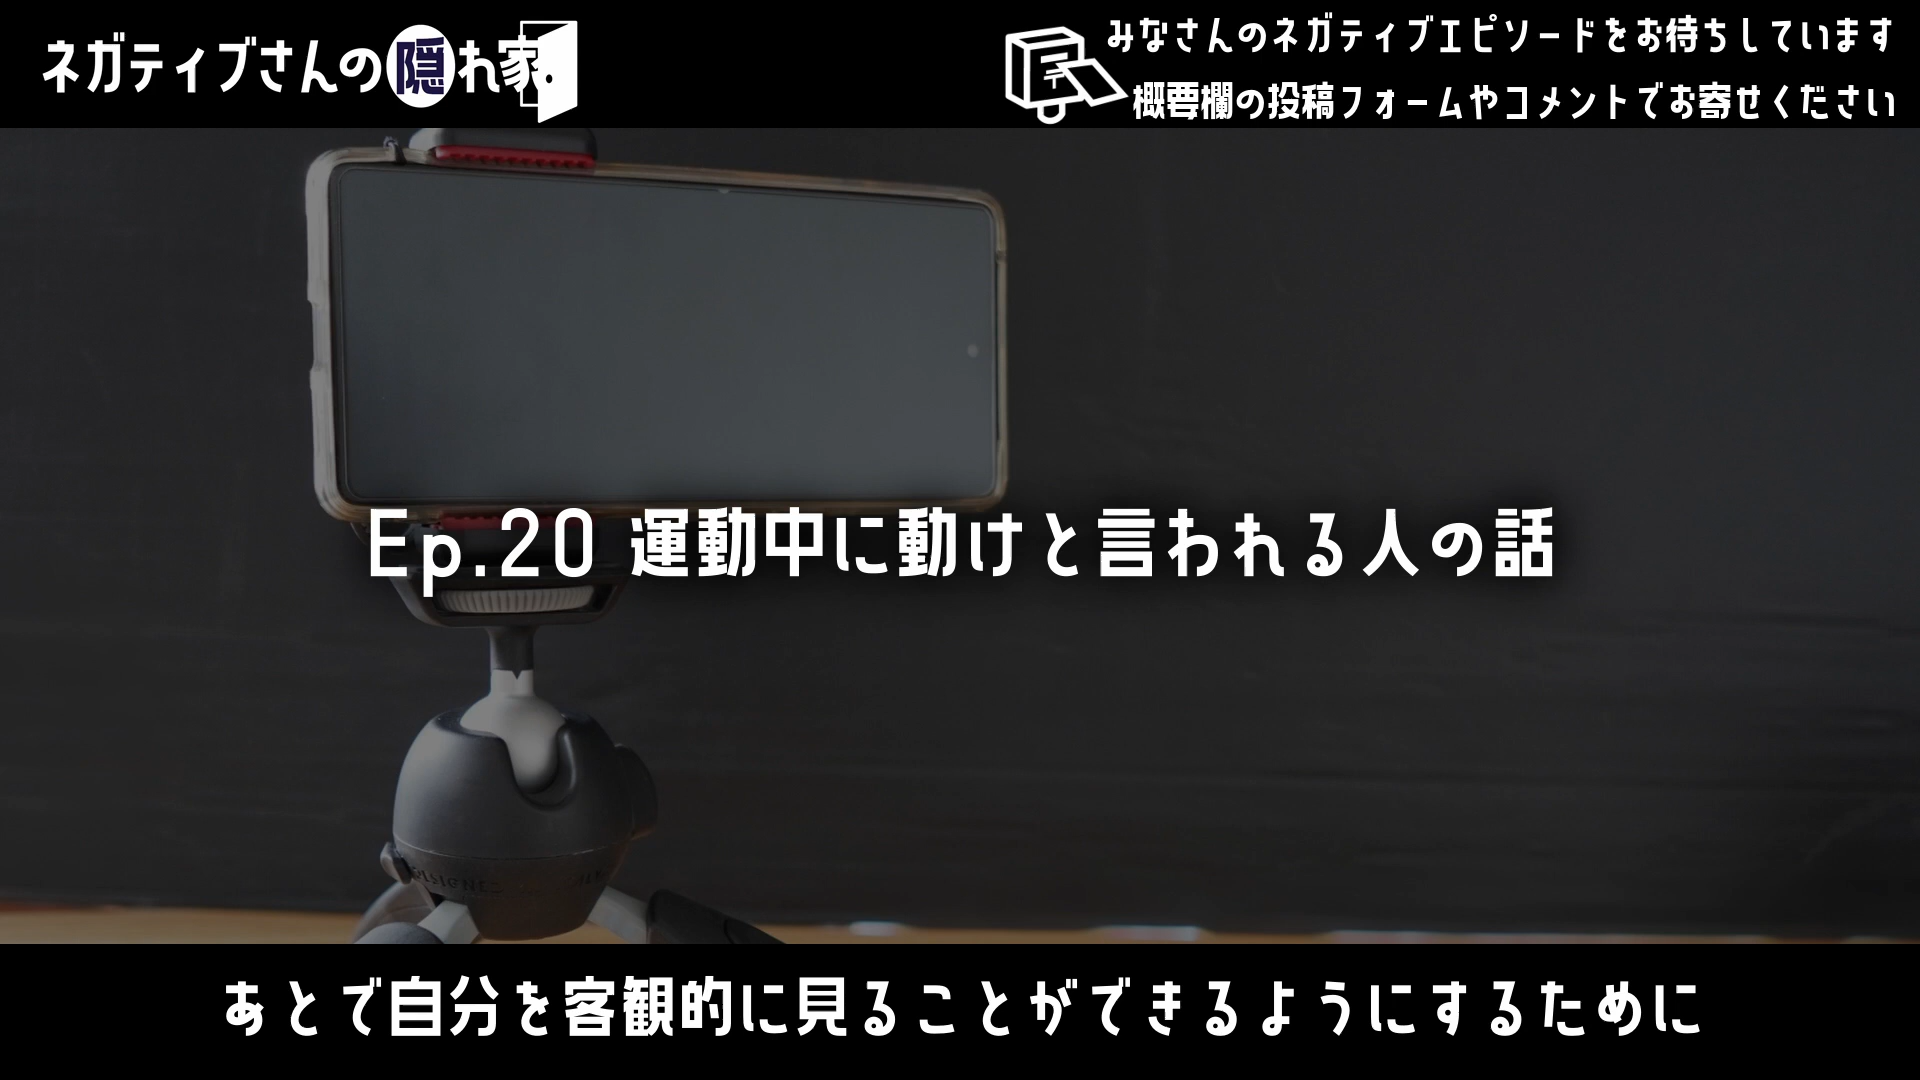 ネガティブさんの隠れ家
みなさんのネガティブエピソードをお待ちしています
概要欄の投稿フォームやコメントでお寄せください
Ep.20 運動中に動けと言われる人の話
あとで自分を客観的に見ることができるようにするために